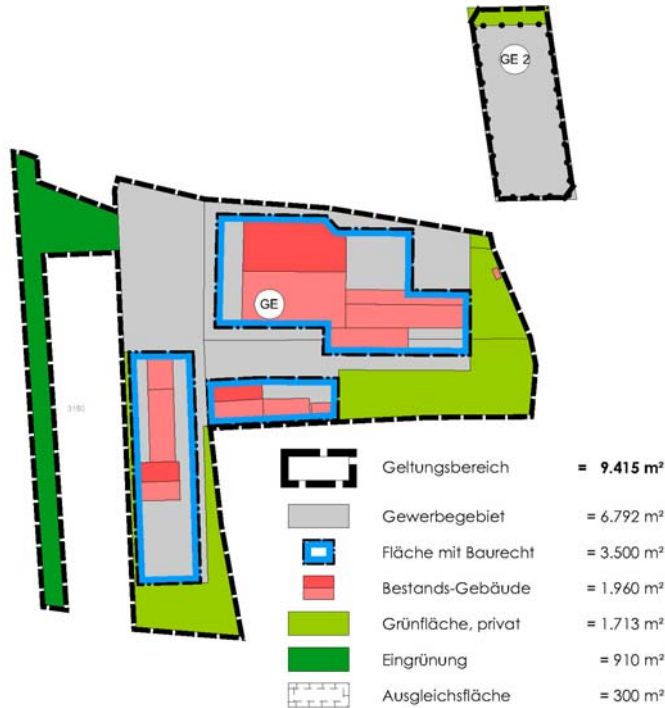 GE 2
GE
3180
Geltungsbereich = 9.415 m²
Gewerbegebiet = 6.792 m²
Fläche mit Baurecht = 3.500 m²
Bestands-Gebäude = 1.960 m²
Grünfläche, privat = 1.713 m²
Eingrünung = 910 m²
Ausgleichsfläche = 300 m²